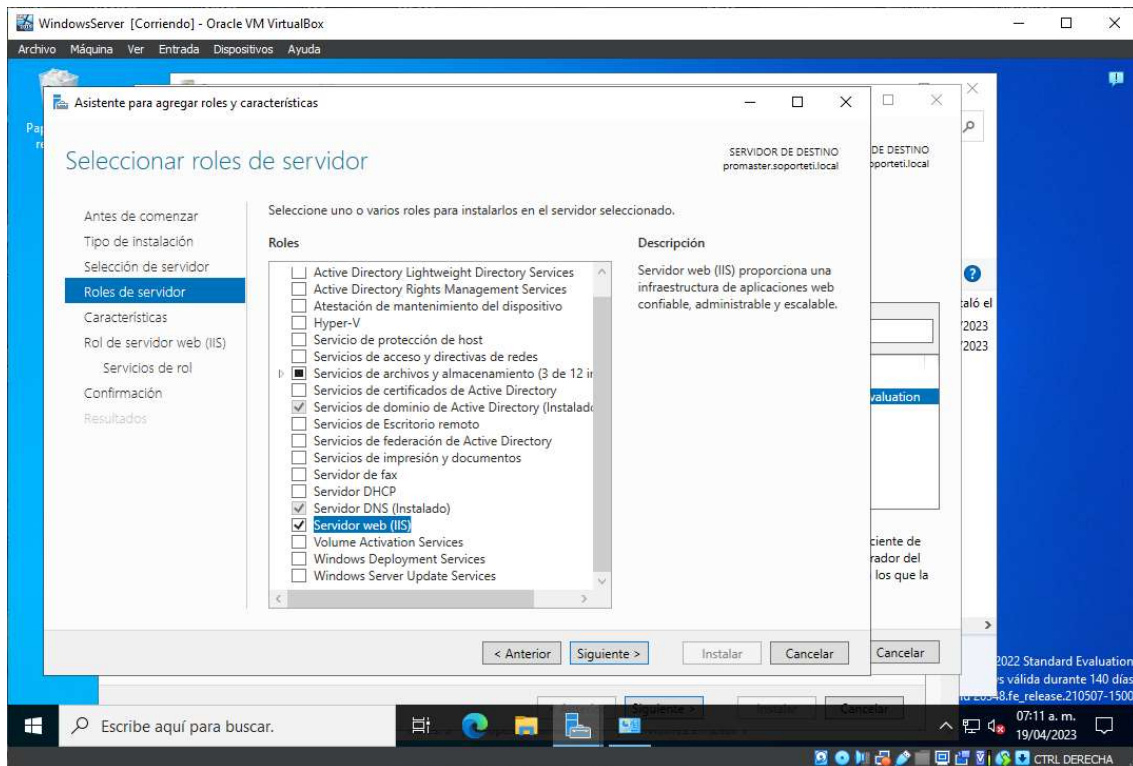 WindowsServer [Corriendo] - Oracle VM VirtualBox
Archivo Máquina Ver Entrada Dispositivos Ayuda
Asistente para agregar roles y características
Seleccionar roles de servidor
SERVIDOR DE DESTINO
promaster.soporteti.local
DE DESTINO
oporteti.local
Antes de comenzar
Tipo de instalación
Selección de servidor
Roles de servidor
Características
Rol de servidor web (IIS)
Servicios de rol
Confirmación
Resultados
Seleccione uno o varios roles para instalarlos en el servidor seleccionado.
Roles
Active Directory Lightweight Directory Services
Active Directory Rights Management Services
Atestación de mantenimiento del dispositivo
Hyper-V
Servicio de protección de host
Servicios de acceso y directivas de redes
Servicios de archivos y almacenamiento (3 de 12 in
Servicios de certificados de Active Directory
Servicios de dominio de Active Directory (Instalado
Servicios de Escritorio remoto
Servicios de federación de Active Directory
Servicios de impresión y documentos
Servidor de fax
Servidor DHCP
Servidor DNS (Instalado)
Servidor web (IIS)
Volume Activation Services
Windows Deployment Services
Windows Server Update Services
Descripción
Servidor web (IIS) proporciona una
infraestructura de aplicaciones web
confiable, administrable y escalable.
aló el
/2023
/2023
valuation
ciente de
rador del
los que la
< Anterior Siguiente > Instalar Cancelar
Cancelar
2022 Standard Evaluation
s válida durante 140 días
8.fe_release.210507-1500
Escribe aquí para buscar.
07:11 a. m.
19/04/2023
CTRL DERECHA